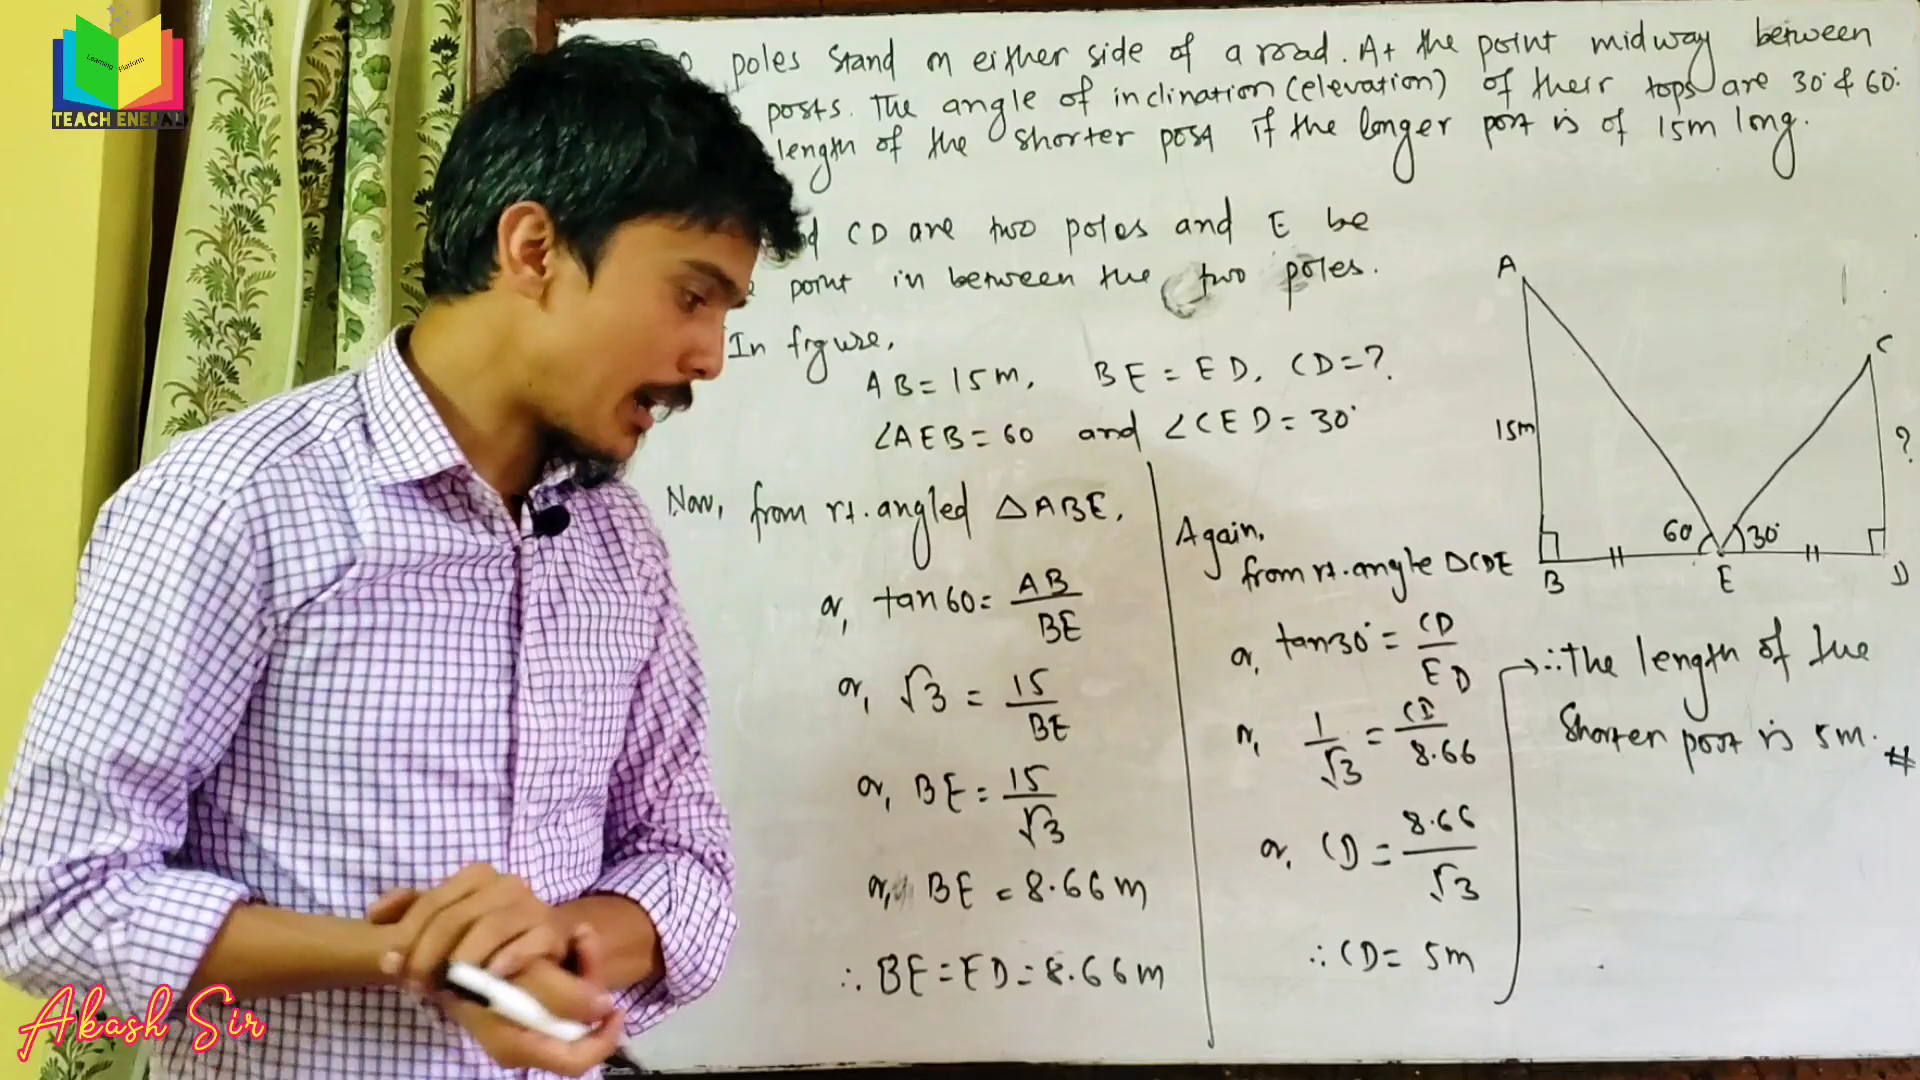 Learning Platform
TEACH ENEPAL
poles stand on either side of a road. At the point midway between
posts. The angle of inclination (elevation) of their tops are 30° & 60°.
length of the shorter post if the longer post is of 15m long.
CD are two poles and E be
point in between the two poles.
In figure,
AB = 15m, BE = ED, CD = ?
∠AEB = 60 and ∠CED = 30°
Now, from rt. angled △ABE,
or, tan60 = AB/BE
or, √3 = 15/BE
or, BE = 15/√3
or, BE = 8.66 m
∴ BE = ED = 8.66 m
Again,
from rt. angle △CDE
or, tan30° = CD/ED
or, 1/√3 = CD/8.66
or, CD = 8.66/√3
∴ CD = 5m
A
C
15m
?
60 30°
B E D
∴ The length of the
Shorter post is 5m. #
Akash Sir